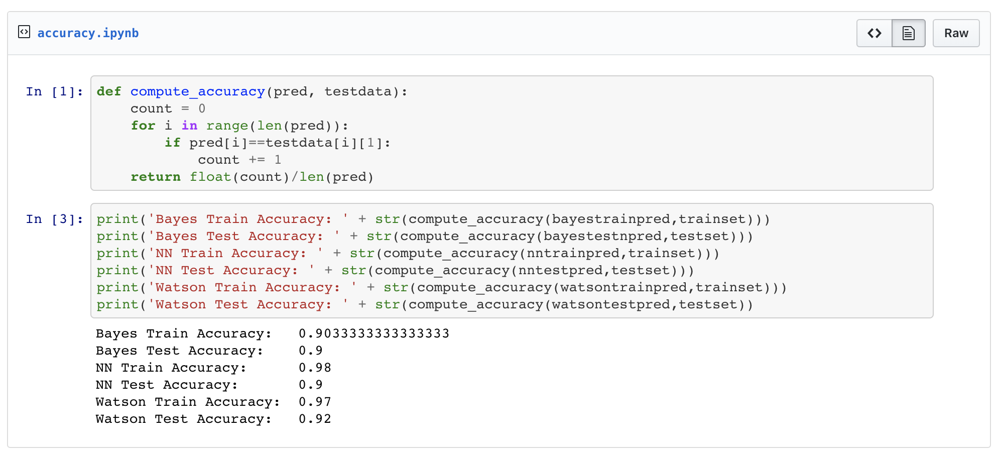 accuracy.ipynb
<> Raw
In [1]:
def compute_accuracy(pred, testdata):
    count = 0
    for i in range(len(pred)):
        if pred[i]==testdata[i][1]:
            count += 1
    return float(count)/len(pred)
In [3]:
print('Bayes Train Accuracy: ' + str(compute_accuracy(bayestrainpred,trainset)))
print('Bayes Test Accuracy: ' + str(compute_accuracy(bayestestnpred,testset)))
print('NN Train Accuracy: ' + str(compute_accuracy(nntrainpred,trainset)))
print('NN Test Accuracy: ' + str(compute_accuracy(nntestpred,testset)))
print('Watson Train Accuracy: ' + str(compute_accuracy(watsontrainpred,trainset)))
print('Watson Test Accuracy: ' + str(compute_accuracy(watsontestpred,testset))
Bayes Train Accuracy:   0.9033333333333333
Bayes Test Accuracy:    0.9
NN Train Accuracy:      0.98
NN Test Accuracy:       0.9
Watson Train Accuracy:  0.97
Watson Test Accuracy:   0.92